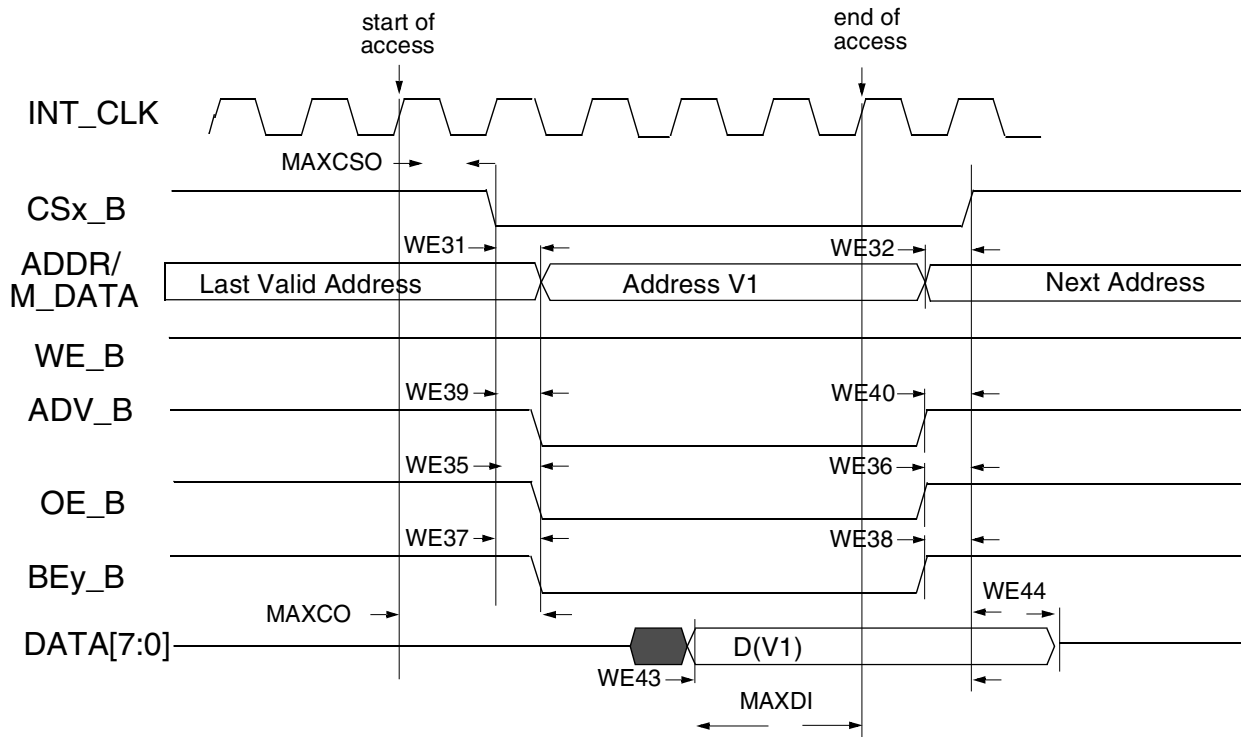 start of
access
end of
access
INT_CLK
MAXCSO
CSx_B
WE31
WE32
ADDR/
M_DATA
Last Valid Address
Address V1
Next Address
WE_B
WE39
WE40
ADV_B
WE35
WE36
OE_B
WE37
WE38
BEy_B
WE44
MAXCO
DATA[7:0]
D(V1)
WE43
MAXDI